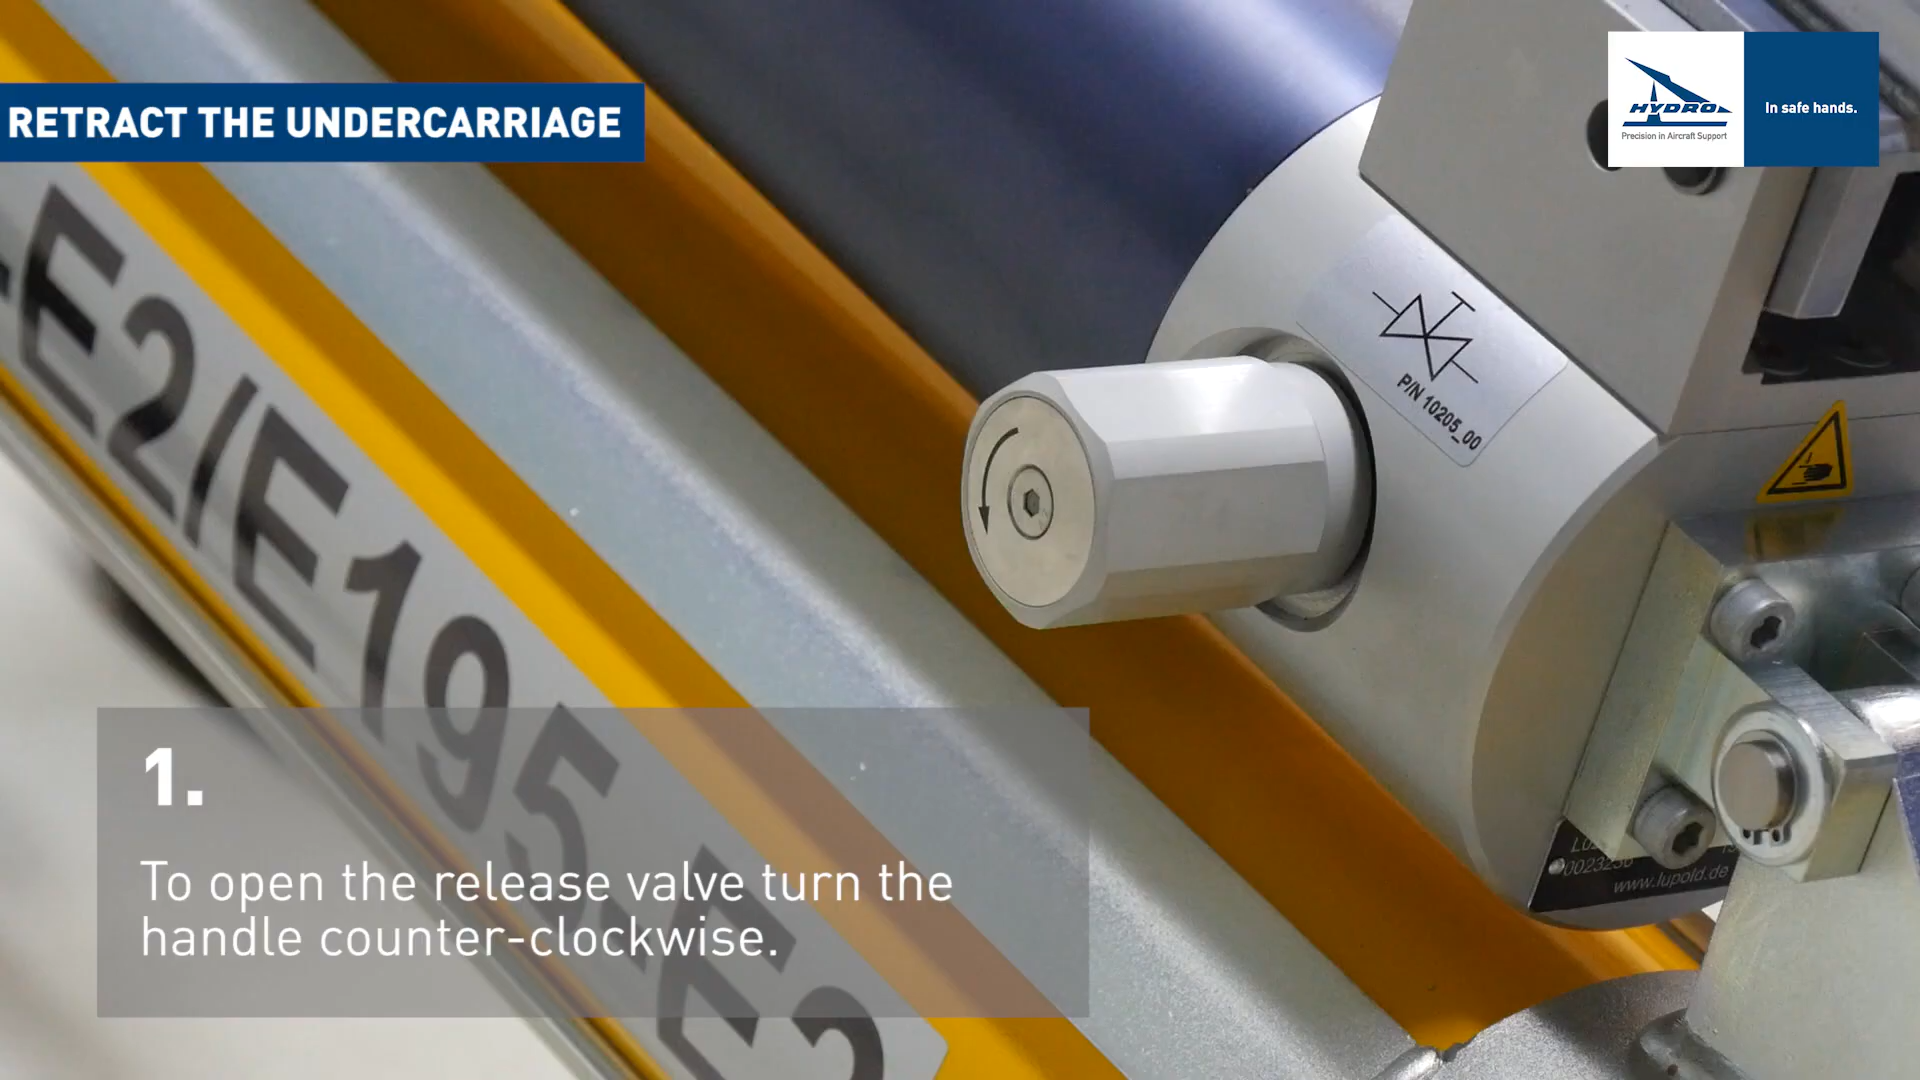 RETRACT THE UNDERCARRIAGE
HYDRO
Precision in Aircraft Support
In safe hands.
-E2/E195-E2
P/N 10205_00
1.
To open the release valve turn the
handle counter-clockwise.
www.lupold.de